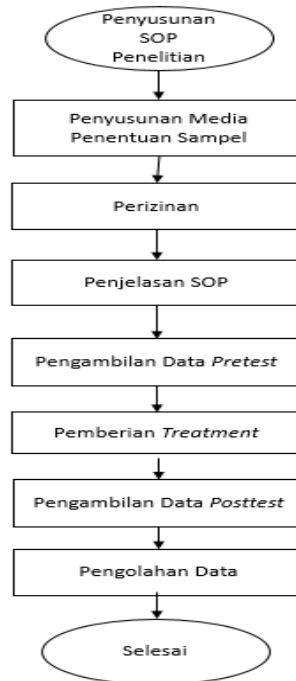 Penyusunan
SOP
Penelitian
Penyusunan Media
Penentuan Sampel
Perizinan
Penjelasan SOP
Pengambilan Data Pretest
Pemberian Treatment
Pengambilan Data Posttest
Pengolahan Data
Selesai